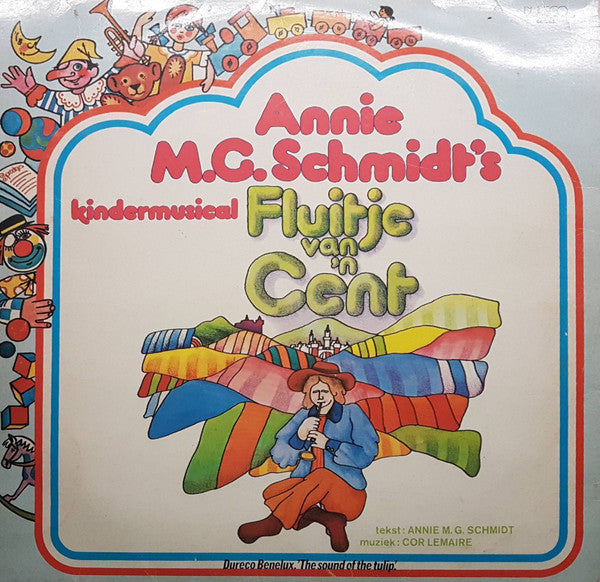 Annie
M.G. Schmidt's
kindermusical Fluitje
van 'n
Cent
tekst: ANNIE M.G. SCHMIDT
muziek: COR LEMAIRE
Dureco Benelux, 'The sound of the tulip'.